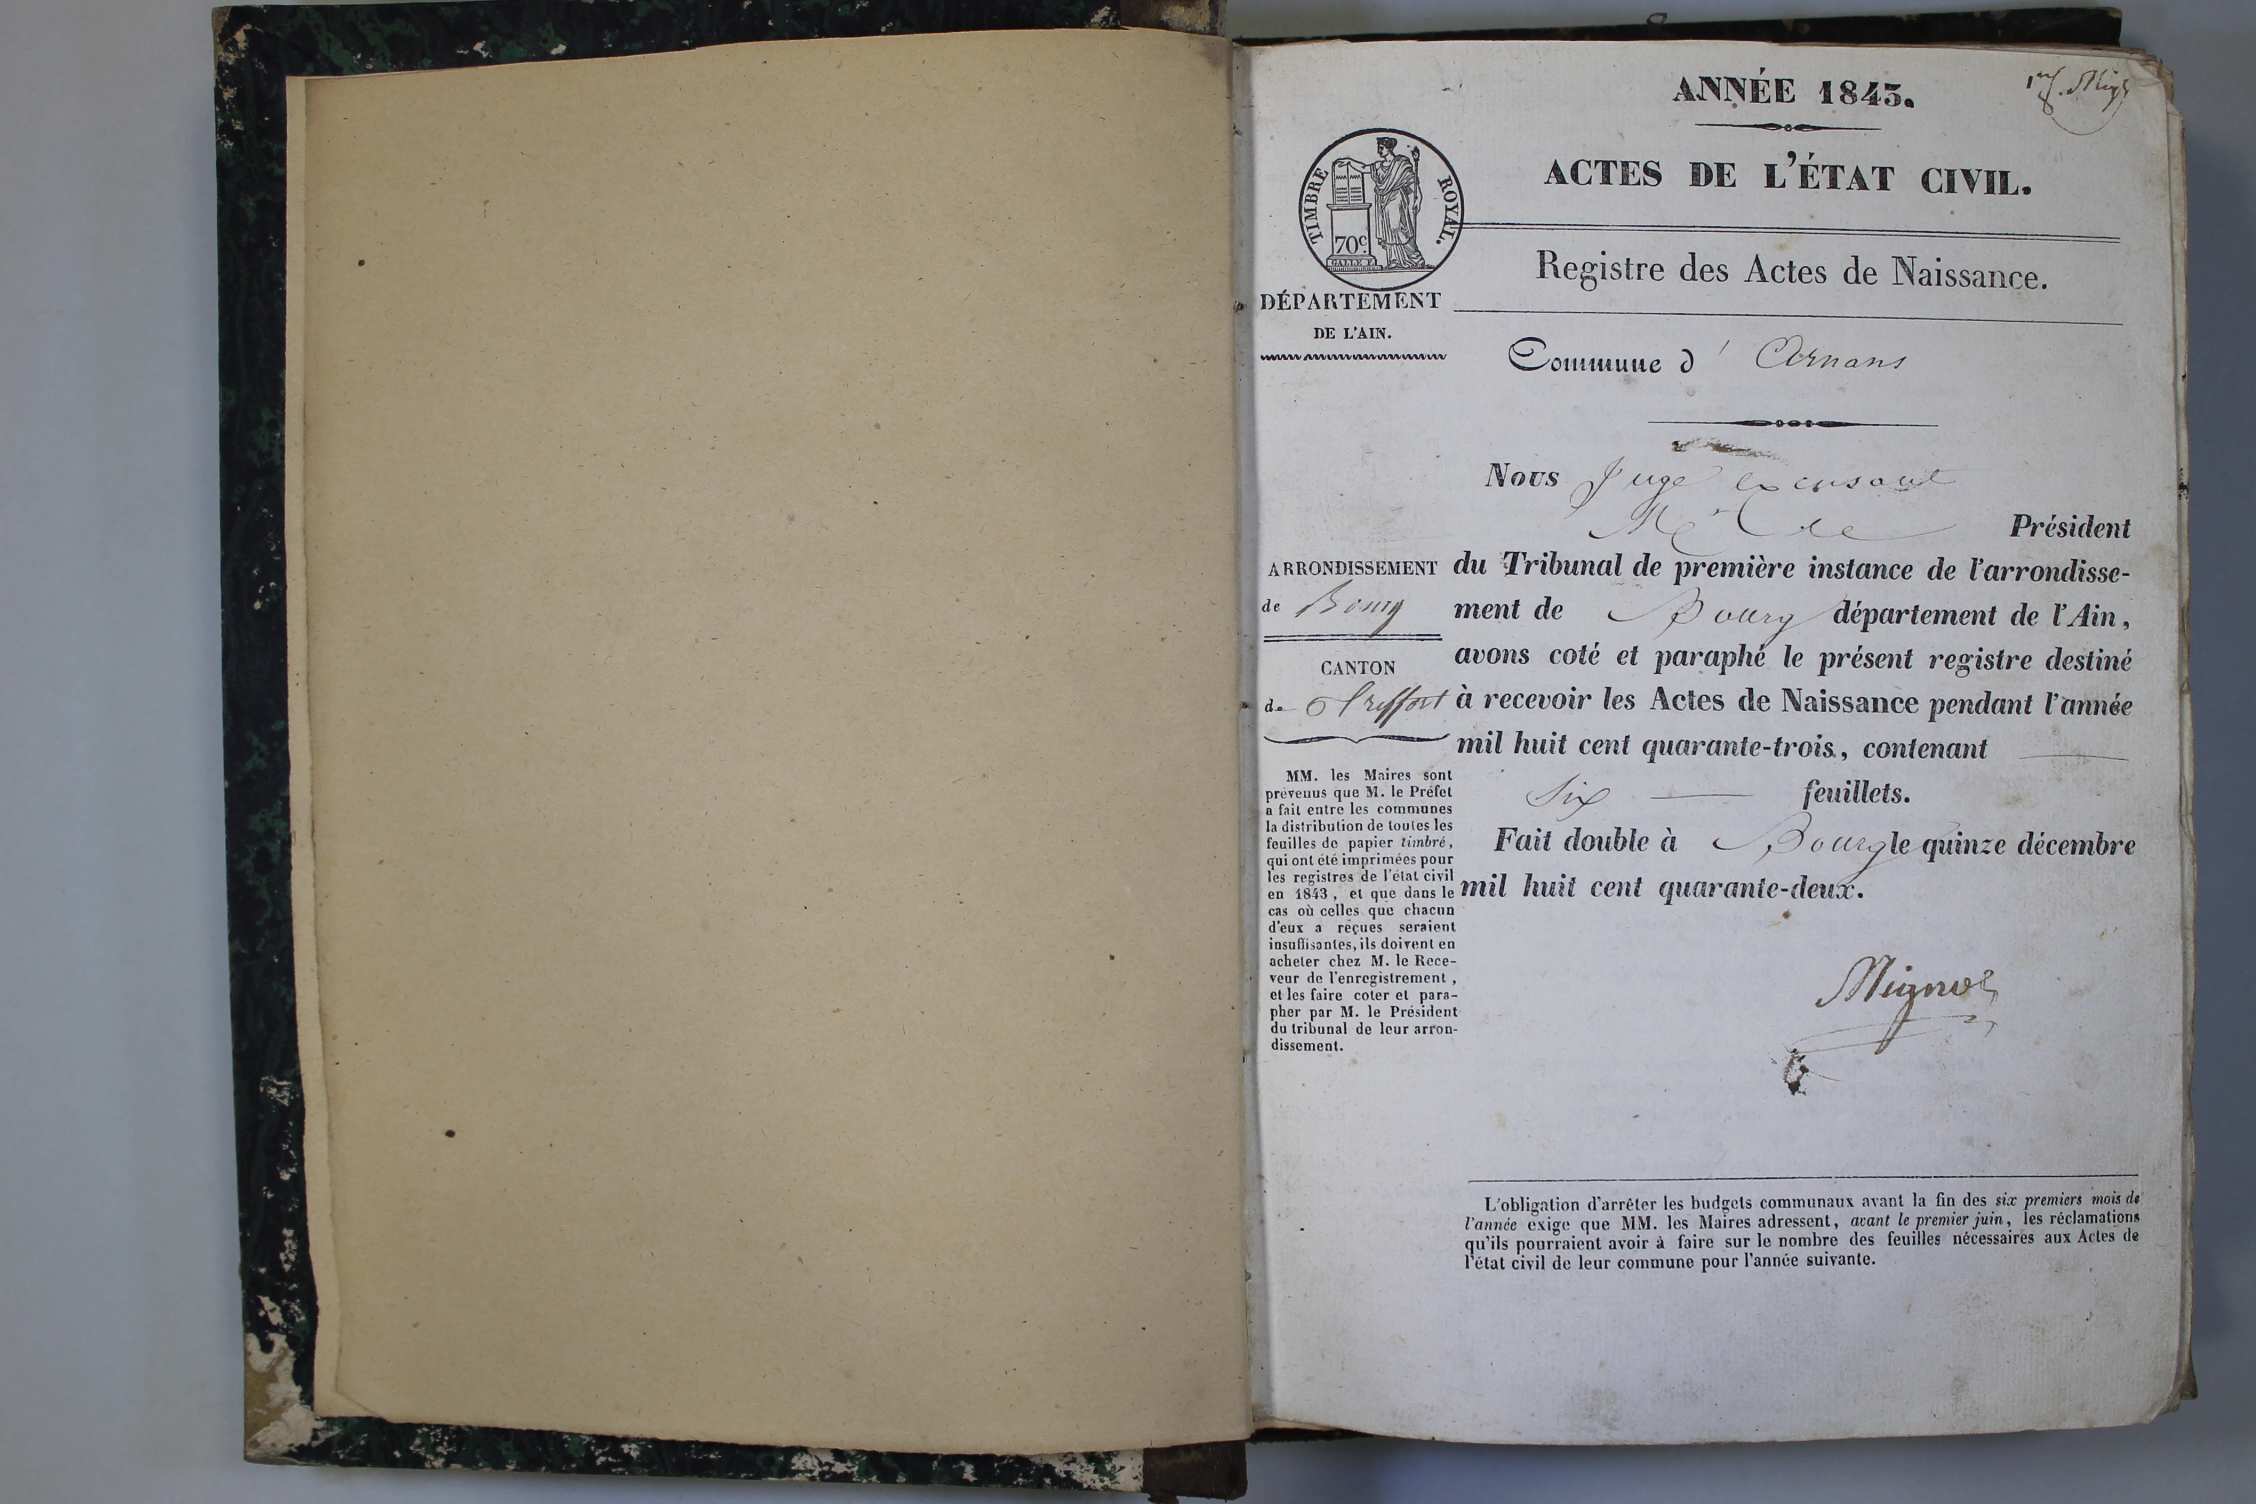 ANNÉE 1843.
1er f. Mig
ACTES DE L'ÉTAT CIVIL.
TIMBRE ROYAL.
70c
GALLE F.
Registre des Actes de Naissance.
DÉPARTEMENT
DE L'AIN.
Commune d' Arnans
Nous Juge
Président
ARRONDISSEMENT
de Bourg
CANTON
de Treffort
MM. les Maires sont
prévenus que M. le Préfet
a fait entre les communes
la distribution de toutes les
feuilles de papier timbré,
qui ont été imprimées pour
les registres de l'état civil
en 1843, et que dans le
cas où celles que chacun
d'eux a reçues seraient
insuffisantes, ils doivent en
acheter chez M. le Rece-
veur de l'enregistrement,
et les faire coter et para-
pher par M. le Président
du tribunal de leur arron-
dissement.
du Tribunal de première instance de l'arrondisse-
ment de Bourg département de l'Ain,
avons coté et paraphé le présent registre destiné
à recevoir les Actes de Naissance pendant l'année
mil huit cent quarante-trois, contenant
Six feuillets.
Fait double à Bourg le quinze décembre
mil huit cent quarante-deux.
L'obligation d'arrêter les budgets communaux avant la fin des six premiers mois de
l'année exige que MM. les Maires adressent, avant le premier juin, les réclamations
qu'ils pourraient avoir à faire sur le nombre des feuilles nécessaires aux Actes de
l'état civil de leur commune pour l'année suivante.